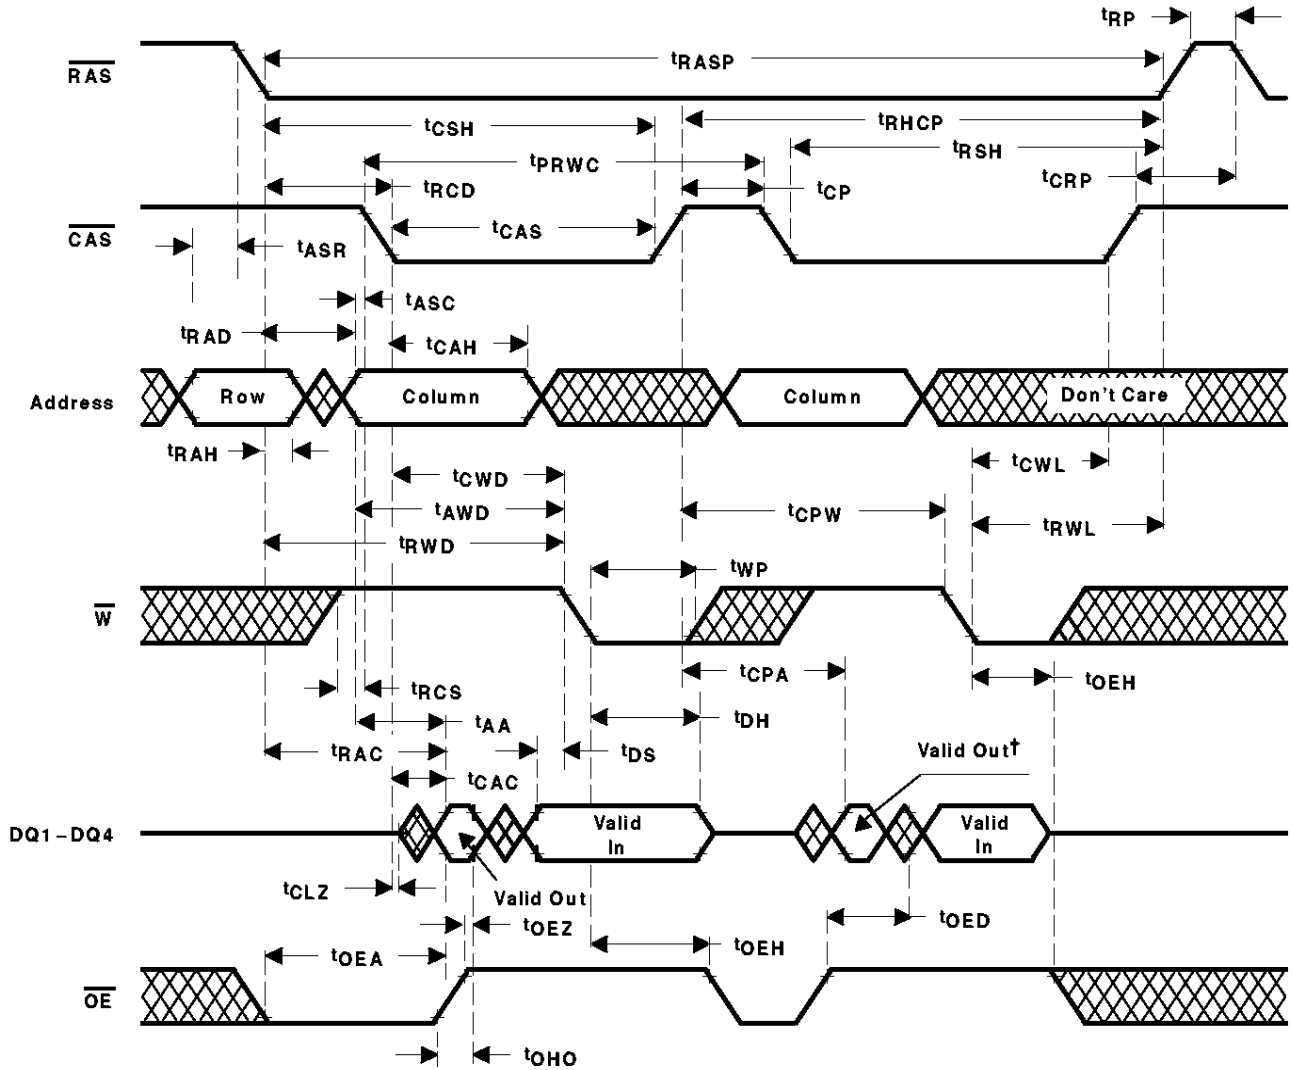 tRP
RAS
tRASP
tCSH
tRHCP
tPRWC
tRSH
tRCD
tCP
tCRP
CAS
tASR
tCAS
tASC
tRAD
tCAH
Address
Row
Column
Column
Don't Care
tRAH
tCWD
tCWL
tAWD
tCPW
tRWD
tRWL
tWP
W
tRCS
tCPA
tOEH
tAA
tDH
tRAC
tDS
Valid Out†
tCAC
DQ1–DQ4
Valid
In
Valid
In
tCLZ
Valid Out
tOEZ
tOED
tOEA
tOEH
OE
tOHO